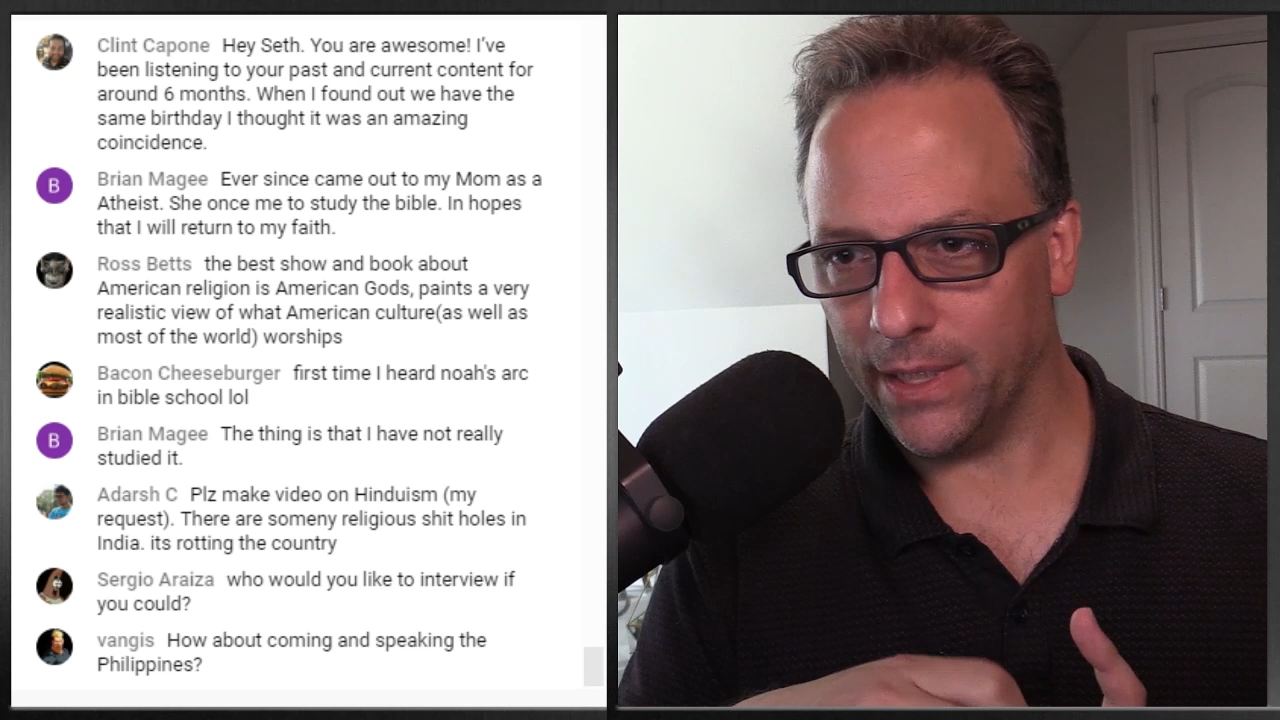 Clint Capone Hey Seth. You are awesome! I've
been listening to your past and current content for
around 6 months. When I found out we have the
same birthday I thought it was an amazing
coincidence.
B
Brian Magee Ever since came out to my Mom as a
Atheist. She once me to study the bible. In hopes
that I will return to my faith.
Ross Betts the best show and book about
American religion is American Gods, paints a very
realistic view of what American culture(as well as
most of the world) worships
Bacon Cheeseburger first time I heard noah's arc
in bible school lol
B
Brian Magee The thing is that I have not really
studied it.
Adarsh C Plz make video on Hinduism (my
request). There are someny religious shit holes in
India. its rotting the country
Sergio Araiza who would you like to interview if
you could?
vangis How about coming and speaking the
Philippines?